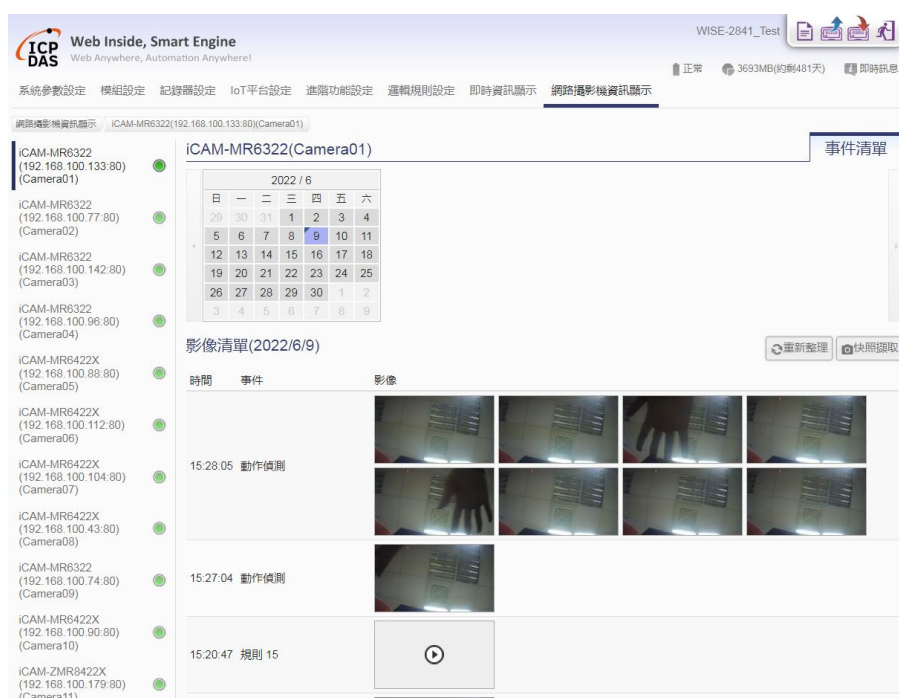 ICP DAS
Web Inside, Smart Engine
Web Anywhere, Automation Anywhere!
WISE-2841_Test
正常 3693MB(約剩481天) 即時訊息
系統參數設定 模組設定 記錄器設定 IoT平台設定 進階功能設定 邏輯規則設定 即時資訊顯示 網路攝影機資訊顯示
網路攝影機資訊顯示 iCAM-MR6322(192.168.100.133:80)(Camera01)
iCAM-MR6322
(192.168.100.133:80)
(Camera01)
iCAM-MR6322
(192.168.100.77:80)
(Camera02)
iCAM-MR6322
(192.168.100.142:80)
(Camera03)
iCAM-MR6322
(192.168.100.96:80)
(Camera04)
iCAM-MR6422X
(192.168.100.88:80)
(Camera05)
iCAM-MR6422X
(192.168.100.112:80)
(Camera06)
iCAM-MR6422X
(192.168.100.104:80)
(Camera07)
iCAM-MR6422X
(192.168.100.43:80)
(Camera08)
iCAM-MR6322
(192.168.100.74:80)
(Camera09)
iCAM-MR6422X
(192.168.100.90:80)
(Camera10)
iCAM-ZMR8422X
(192.168.100.179:80)
(Camera11)
iCAM-MR6322(Camera01)
事件清單
2022 / 6
日 一 二 三 四 五 六
29 30 31 1 2 3 4
5 6 7 8 9 10 11
12 13 14 15 16 17 18
19 20 21 22 23 24 25
26 27 28 29 30 1 2
3 4 5 6 7 8 9
影像清單(2022/6/9)
重新整理 快照擷取
時間 事件 影像
15:28:05 動作偵測
15:27:04 動作偵測
15:20:47 規則 15